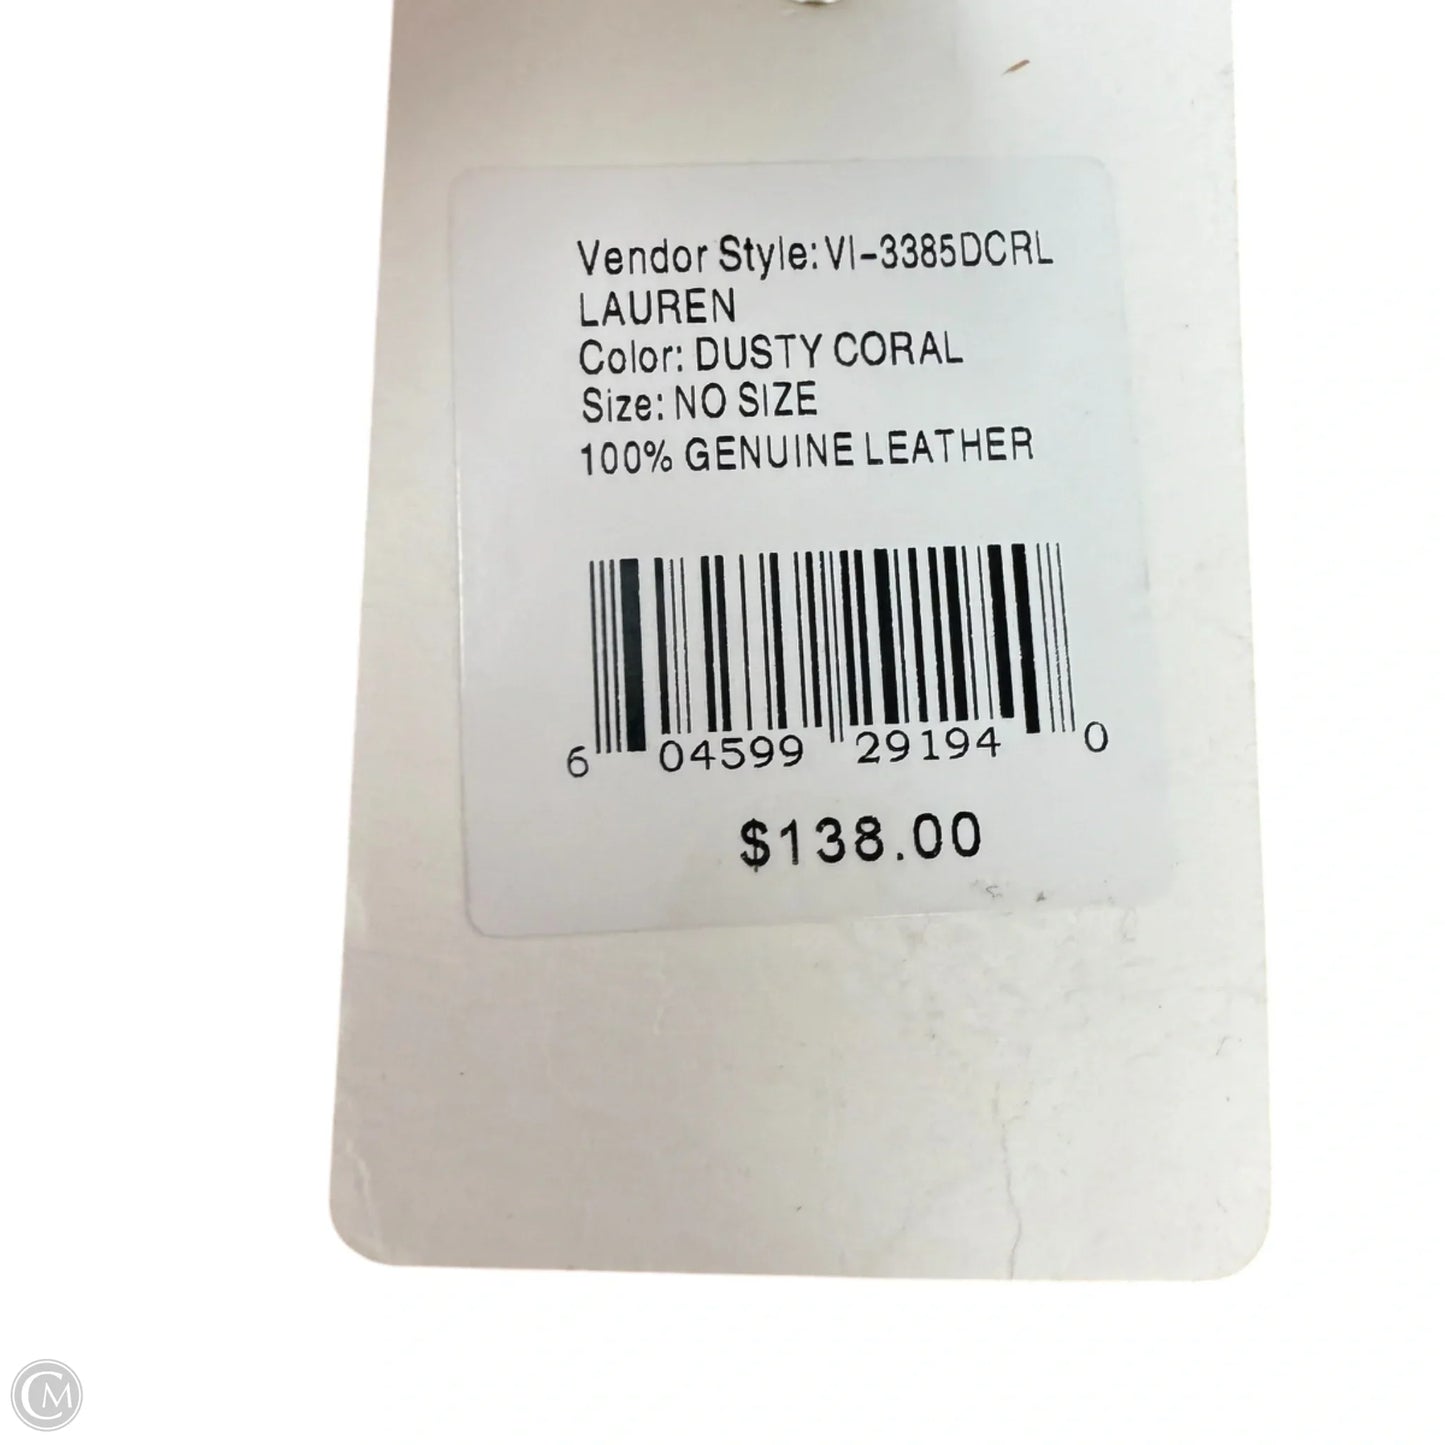 Vendor Style: VI-3385DCRL
LAUREN
Color: DUSTY CORAL
Size: NO SIZE
100% GENUINE LEATHER
6 04599 29194 0
$138.00
CM